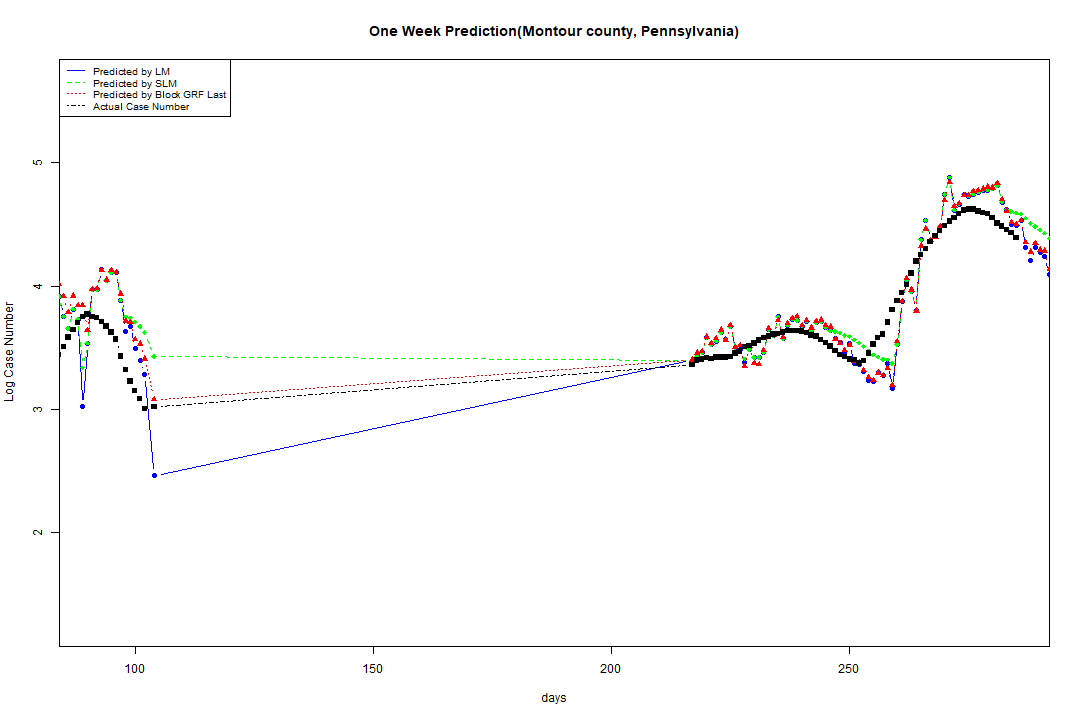 One Week Prediction(Montour county, Pennsylvania)
Predicted by LM
Predicted by SLM
Predicted by Block GRF Last
Actual Case Number
Log Case Number
5
4
3
2
100 150 200 250
days